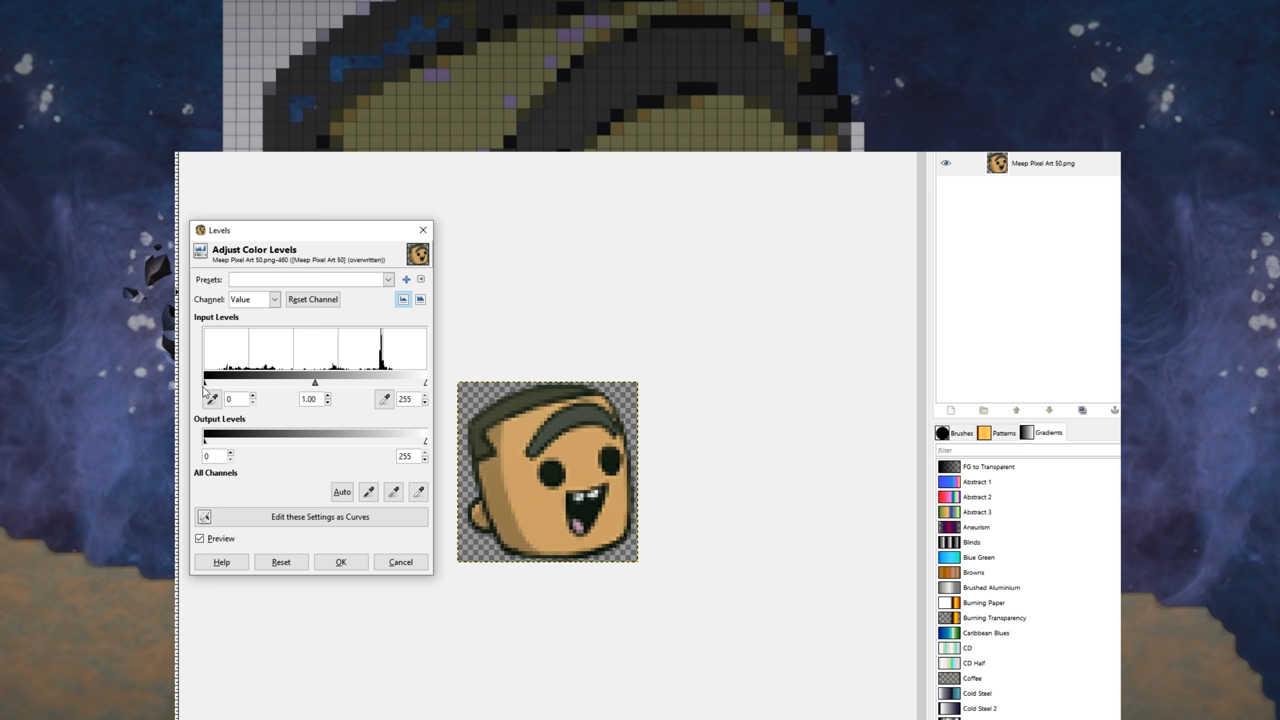 Meep Pixel Art 50.png
Levels
Adjust Color Levels
Meep Pixel Art 50.png-460 ([Meep Pixel Art 50] (overwritten))
Presets:
Channel: Value Reset Channel
Input Levels
0 1.00 255
Output Levels
0 255
All Channels
Auto
Edit these Settings as Curves
Preview
Help Reset OK Cancel
Brushes Patterns Gradients
filter
FG to Transparent
Abstract 1
Abstract 2
Abstract 3
Aneurism
Blinds
Blue Green
Browns
Brushed Aluminium
Burning Paper
Burning Transparency
Caribbean Blues
CD
CD Half
Coffee
Cold Steel
Cold Steel 2